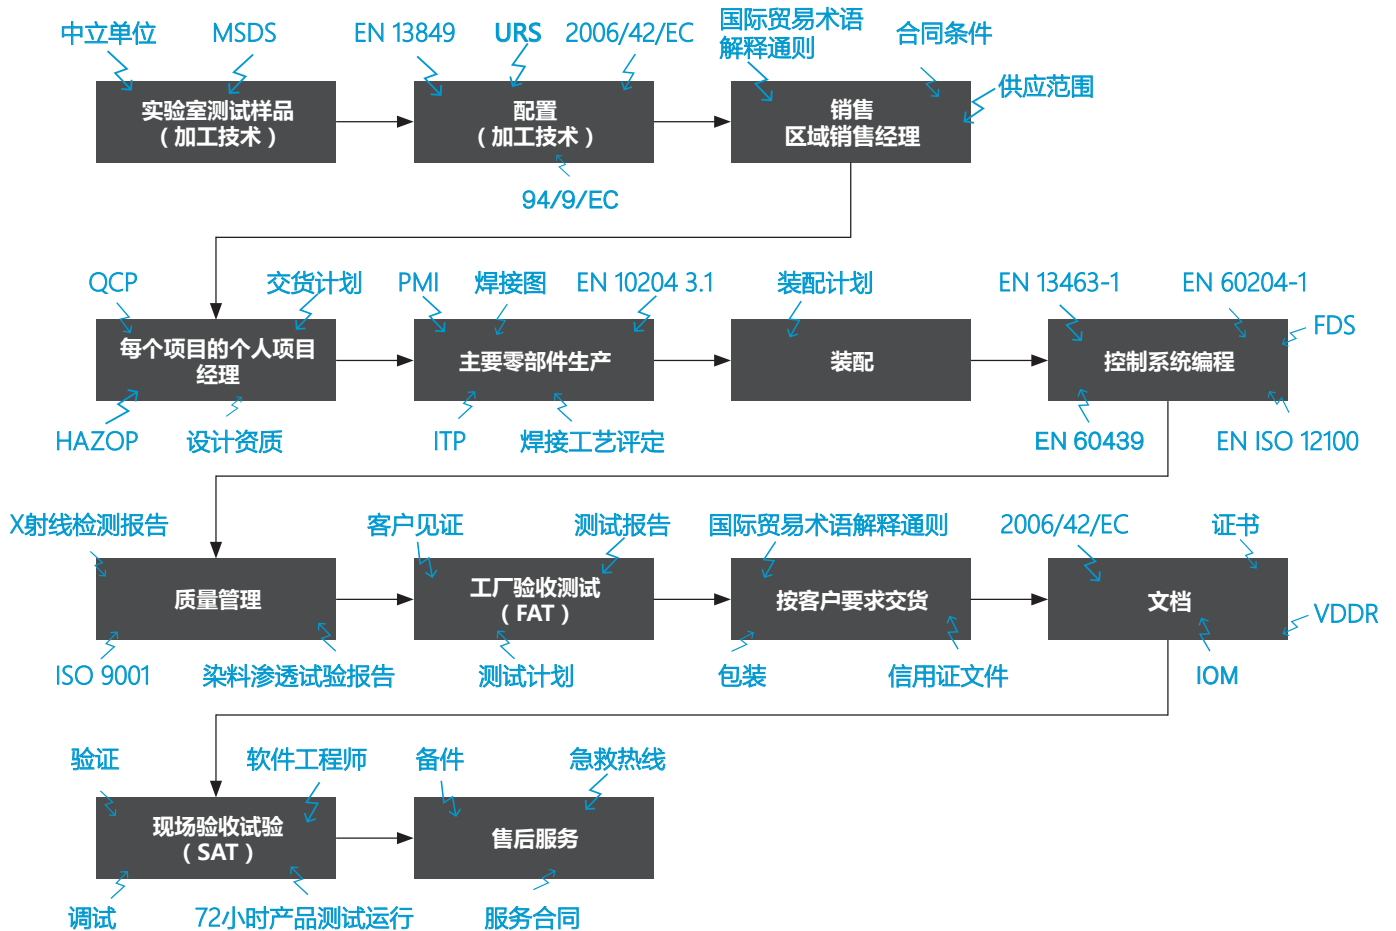 中立单位
MSDS
EN 13849
URS
2006/42/EC
国际贸易术语
解释通则
合同条件
供应范围
实验室测试样品
（加工技术）
配置
（加工技术）
销售
区域销售经理
94/9/EC
QCP
交货计划
PMI
焊接图
EN 10204 3.1
装配计划
EN 13463-1
EN 60204-1
FDS
每个项目的个人项目
经理
主要零部件生产
装配
控制系统编程
HAZOP
设计资质
ITP
焊接工艺评定
EN 60439
EN ISO 12100
X射线检测报告
客户见证
测试报告
国际贸易术语解释通则
2006/42/EC
证书
质量管理
工厂验收测试
（FAT）
按客户要求交货
文档
VDDR
ISO 9001
染料渗透试验报告
测试计划
包装
信用证文件
IOM
验证
软件工程师
备件
急救热线
现场验收试验
（SAT）
售后服务
调试
72小时产品测试运行
服务合同